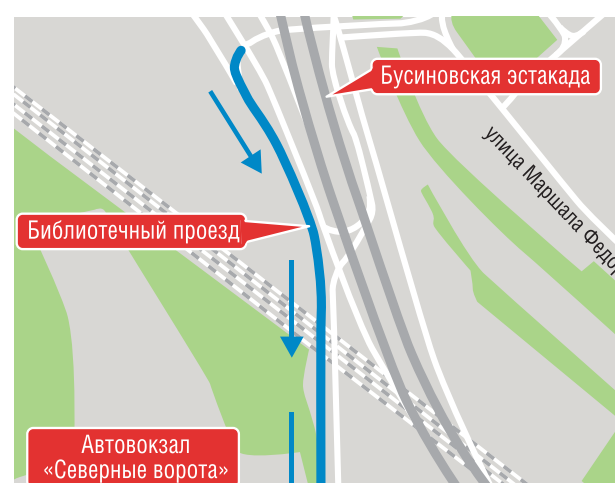 Бусиновская эстакада
улица Маршала
Библиотечный проезд
Автовокзал
«Северные ворота»